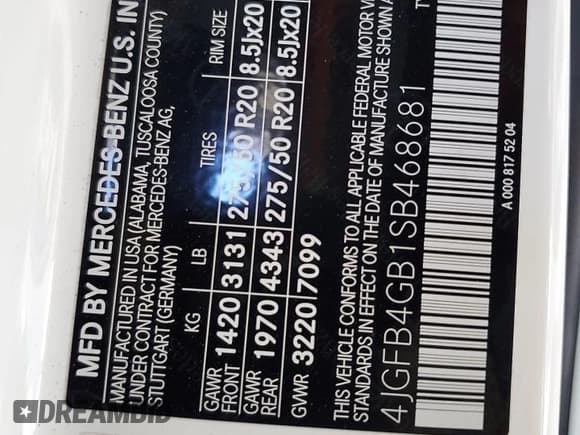 MFD BY MERCEDES-BENZ U.S. IN
MANUFACTURED IN USA (ALABAMA, TUSCALOOSA COUNTY)
UNDER CONTRACT FOR MERCEDES-BENZ AG,
STUTTGART (GERMANY)
KG LB TIRES RIM SIZE
GAWR FRONT 1420 3131 275/50 R20 8.5Jx20
GAWR REAR 1970 4343 275/50 R20 8.5Jx20
GVWR 3220 7099
THIS VEHICLE CONFORMS TO ALL APPLICABLE FEDERAL MOTOR
STANDARDS IN EFFECT ON THE DATE OF MANUFACTURE SHOWN
4JGFB4GB1SB468681
A 000 817 52 04
DREAMBID